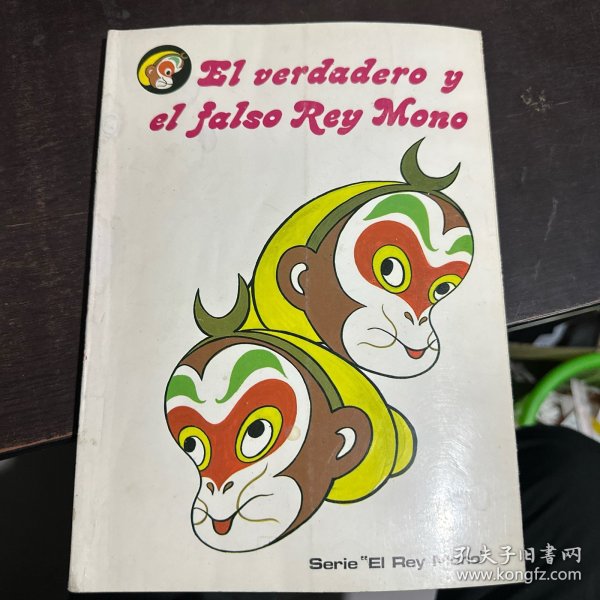 El verdadero y
el falso Rey Mono
Serie "El Rey
孔夫子旧书网
www.kongfz.com